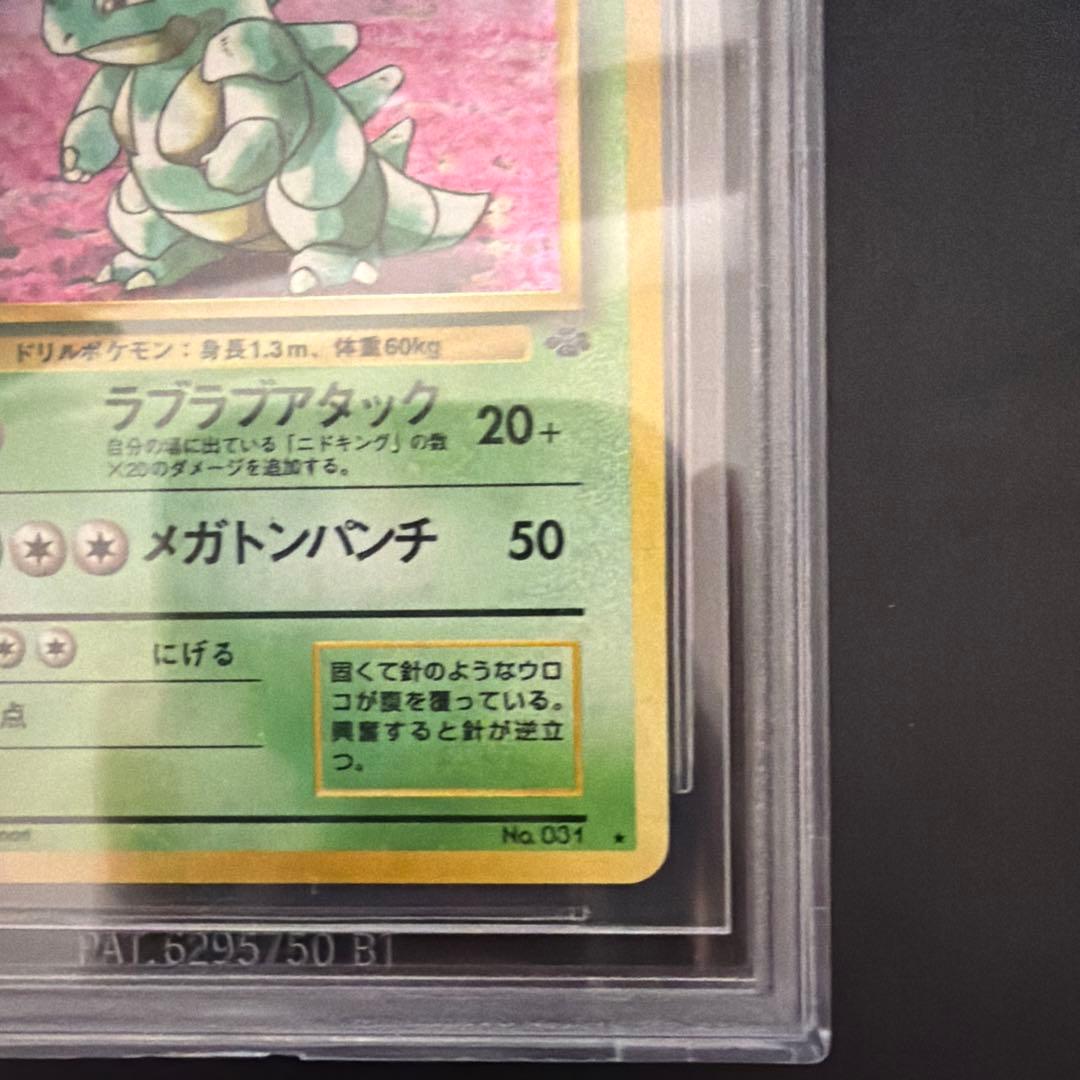 ドリルポケモン：身長1.3m、体重60kg
ラブラブアタック 20+
自分の場に出ている「ニドキング」の数
×20のダメージを追加する。
メガトンパンチ 50
にげる
固くて針のようなウロ
コが腹を覆っている。
点
興奮すると針が逆立
つ。
No.031 ★
PAT.6295750 B1